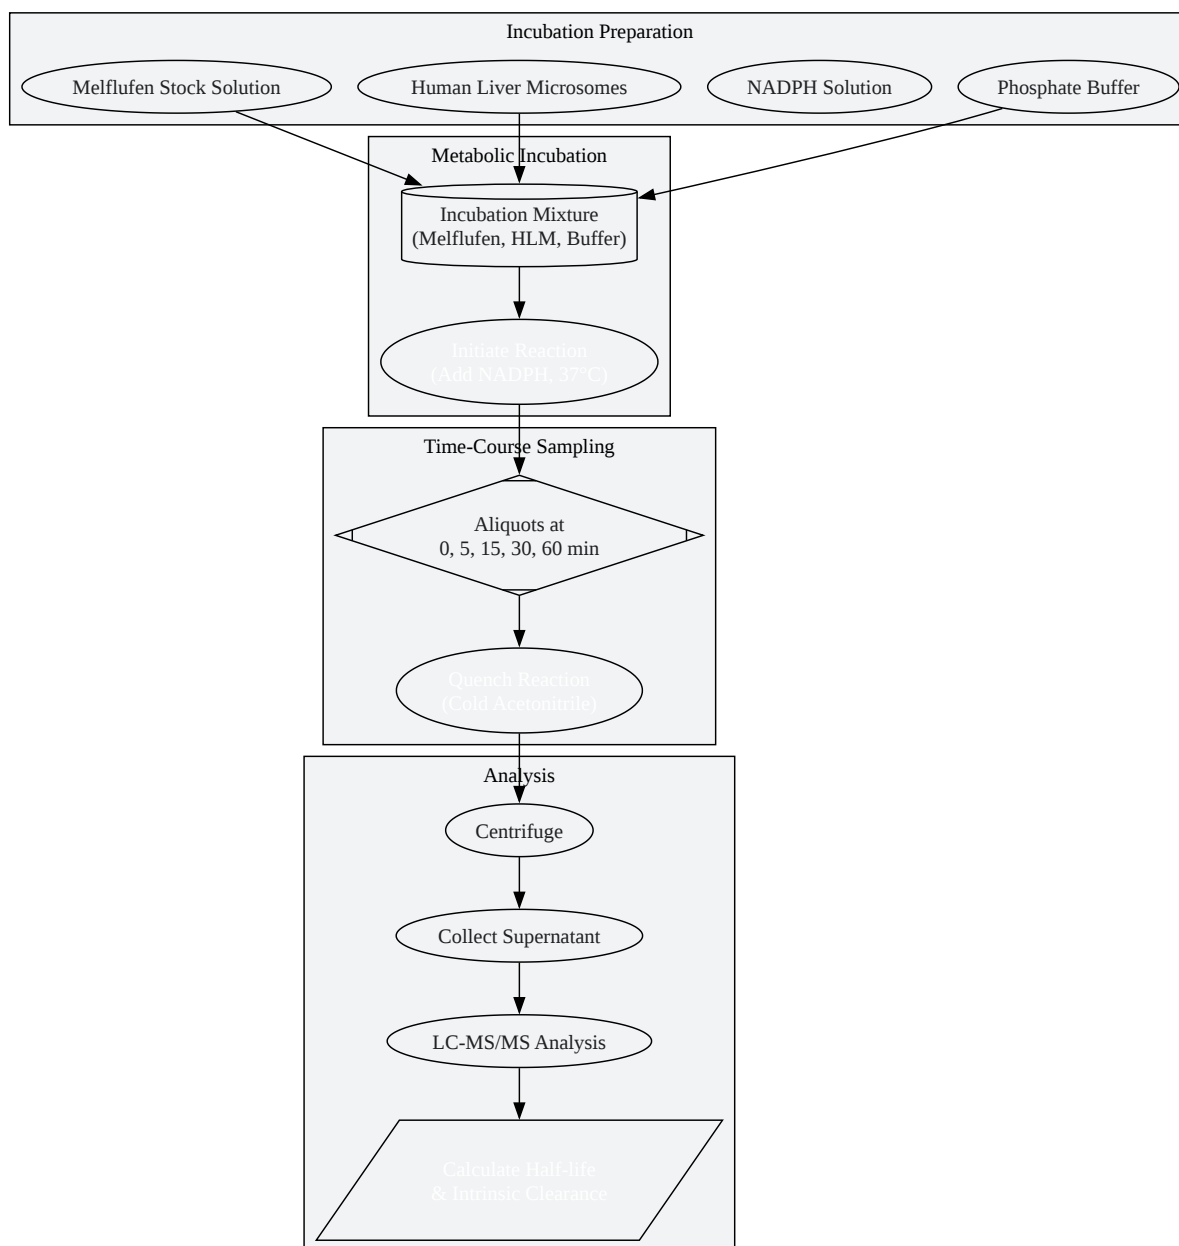 Incubation Preparation
Melflufen Stock Solution
Human Liver Microsomes
NADPH Solution
Phosphate Buffer
Metabolic Incubation
Incubation Mixture
(Melflufen, HLM, Buffer)
Initiate Reaction
(Add NADPH, 37°C)
Time-Course Sampling
Aliquots at
0, 5, 15, 30, 60 min
Quench Reaction
(Cold Acetonitrile)
Analysis
Centrifuge
Collect Supernatant
LC-MS/MS Analysis
Calculate Half-life
& Intrinsic Clearance